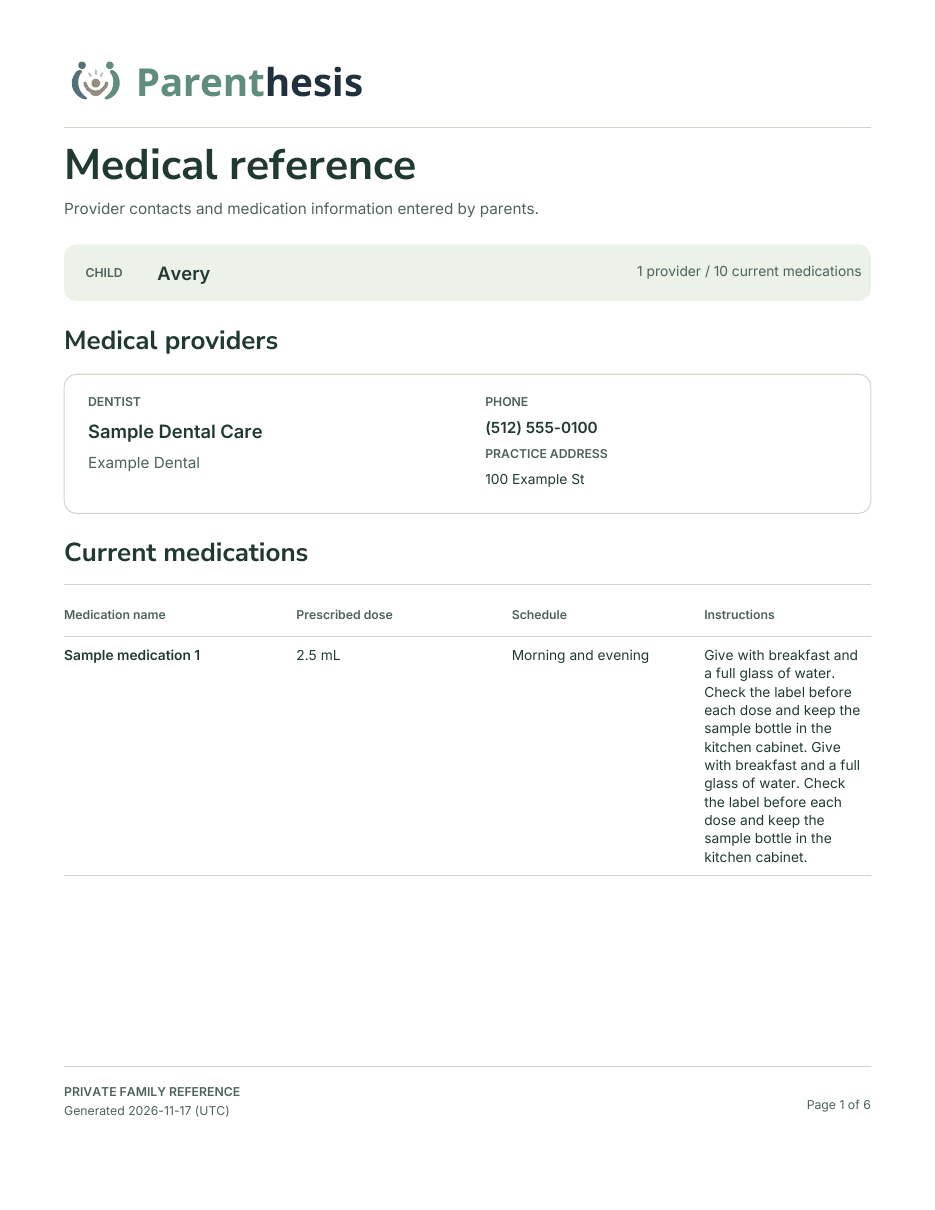 Parenthesis
Medical reference
Provider contacts and medication information entered by parents.
CHILD Avery 1 provider / 10 current medications
Medical providers
DENTIST
Sample Dental Care
Example Dental
PHONE
(512) 555-0100
PRACTICE ADDRESS
100 Example St
Current medications
Medication name Prescribed dose Schedule Instructions
Sample medication 1 2.5 mL Morning and evening Give with breakfast and
a full glass of water.
Check the label before
each dose and keep the
sample bottle in the
kitchen cabinet. Give
with breakfast and a full
glass of water. Check
the label before each
dose and keep the
sample bottle in the
kitchen cabinet.
PRIVATE FAMILY REFERENCE
Generated 2026-11-17 (UTC)
Page 1 of 6